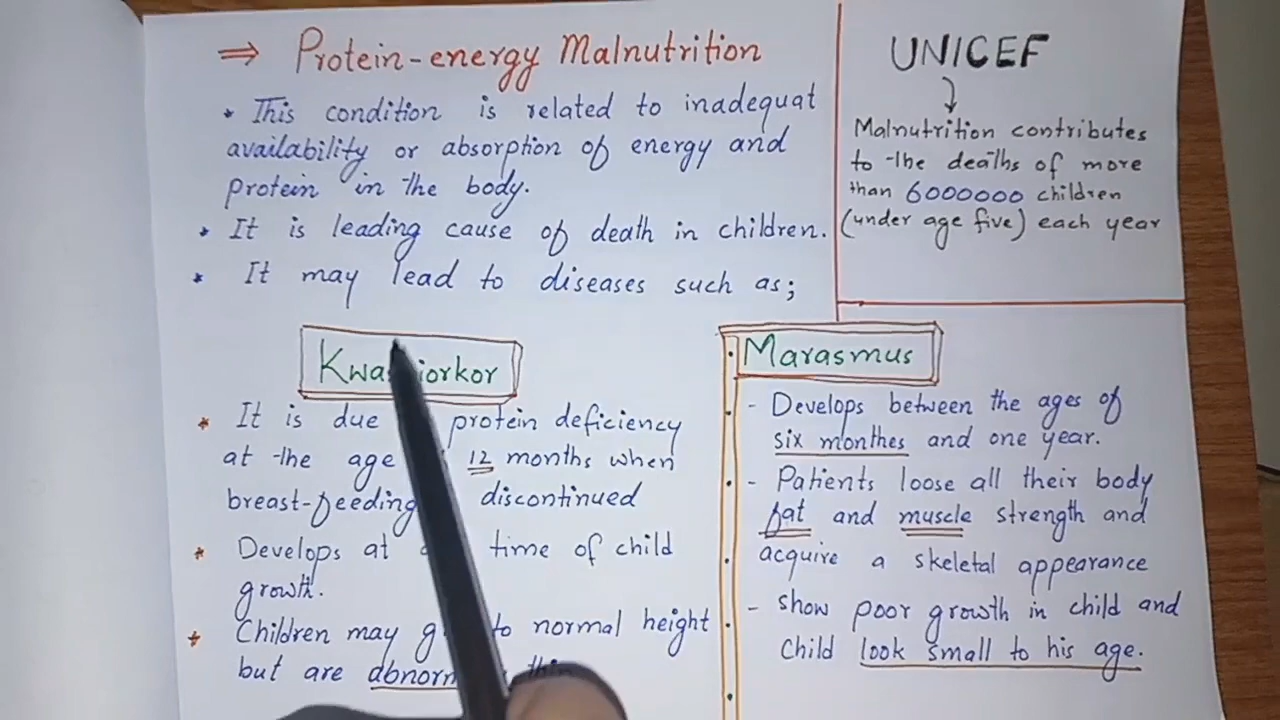 ⇒ Protein-energy Malnutrition
* This condition is related to inadequat
availability or absorption of energy and
protein in the body.
* It is leading cause of death in children.
* It may lead to diseases such as;
UNICEF
Malnutrition contributes
to the deaths of more
than 6000000 children
(under age five) each year
* It is due protein deficiency
at the age 12 months when
breast-feeding discontinued
* Develops at time of child
growth.
* Children may to normal height
but are
Marasmus
- Develops between the ages of
six monthes and one year.
- Patients loose all their body
fat and muscle strength and
acquire a skeletal appearance
- show poor growth in child and
child look small to his age.